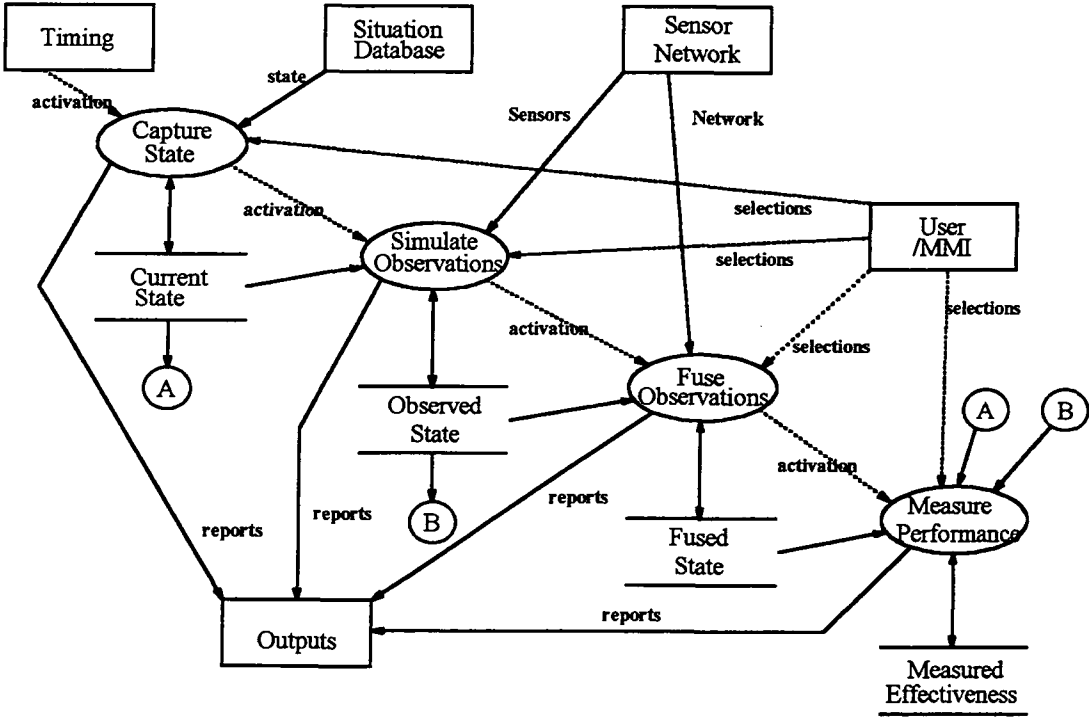 Timing
Situation
Database
Sensor
Network
state
activation
Sensors
Network
Capture
State
selections
activation
User
/MMI
Simulate
Observations
selections
Current
State
selections
activation
selections
Fuse
Observations
A
Observed
State
A
B
activation
reports
reports
B
reports
Measure
Performance
Fused
State
reports
Outputs
Measured
Effectiveness